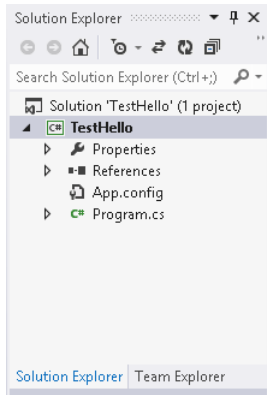 Solution Explorer
Search Solution Explorer (Ctrl+;)
Solution 'TestHello' (1 project)
C# TestHello
Properties
References
App.config
C# Program.cs
Solution Explorer Team Explorer